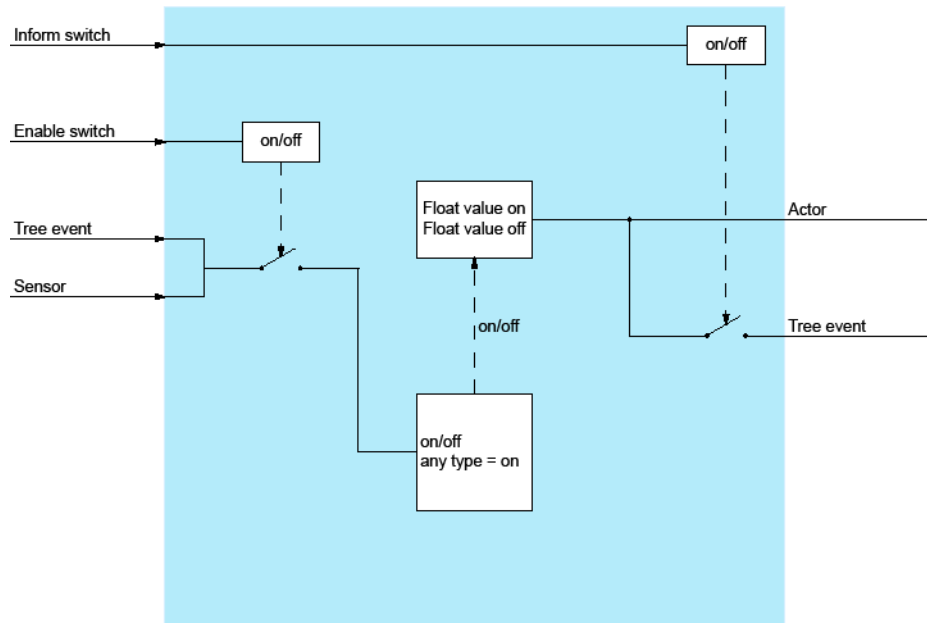 Inform switch
on/off
Enable switch
on/off
Float value on
Float value off
Tree event
Actor
Sensor
on/off
Tree event
on/off
any type = on